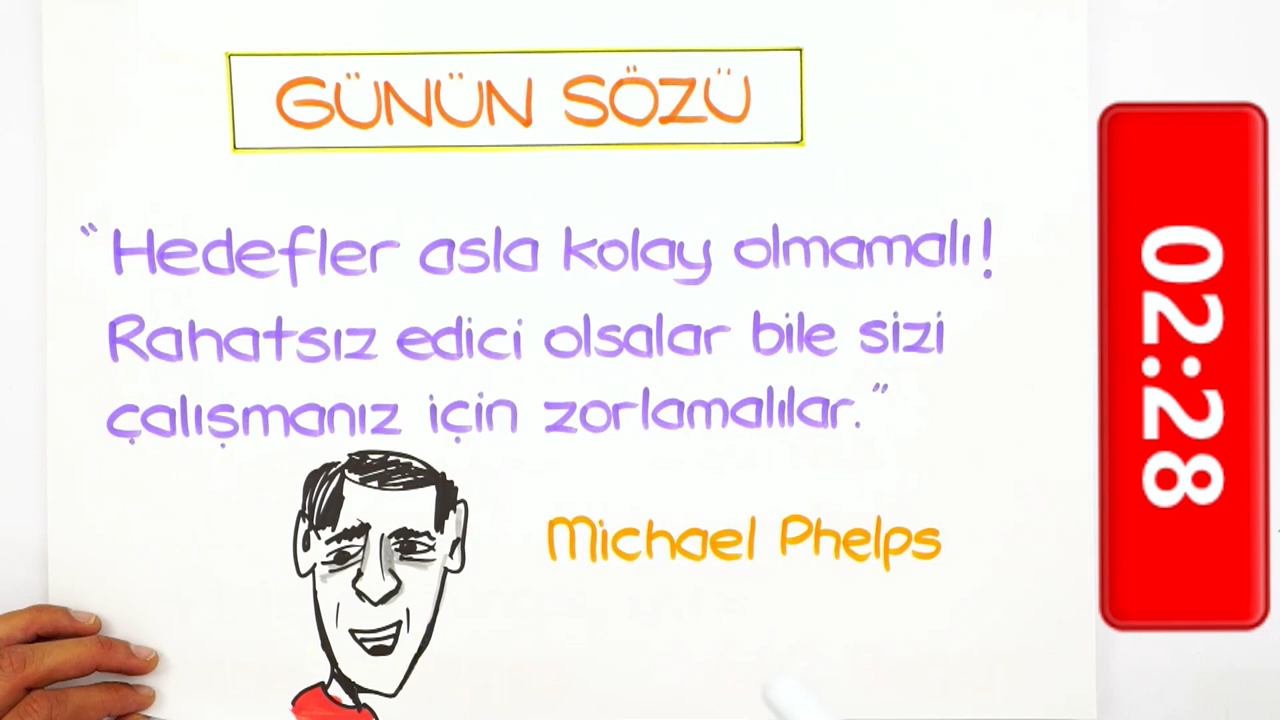 GÜNÜN SÖZÜ
"Hedefler asla kolay olmamalı!
Rahatsız edici olsalar bile sizi
çalışmanız için zorlamalılar."
Michael Phelps
02:28